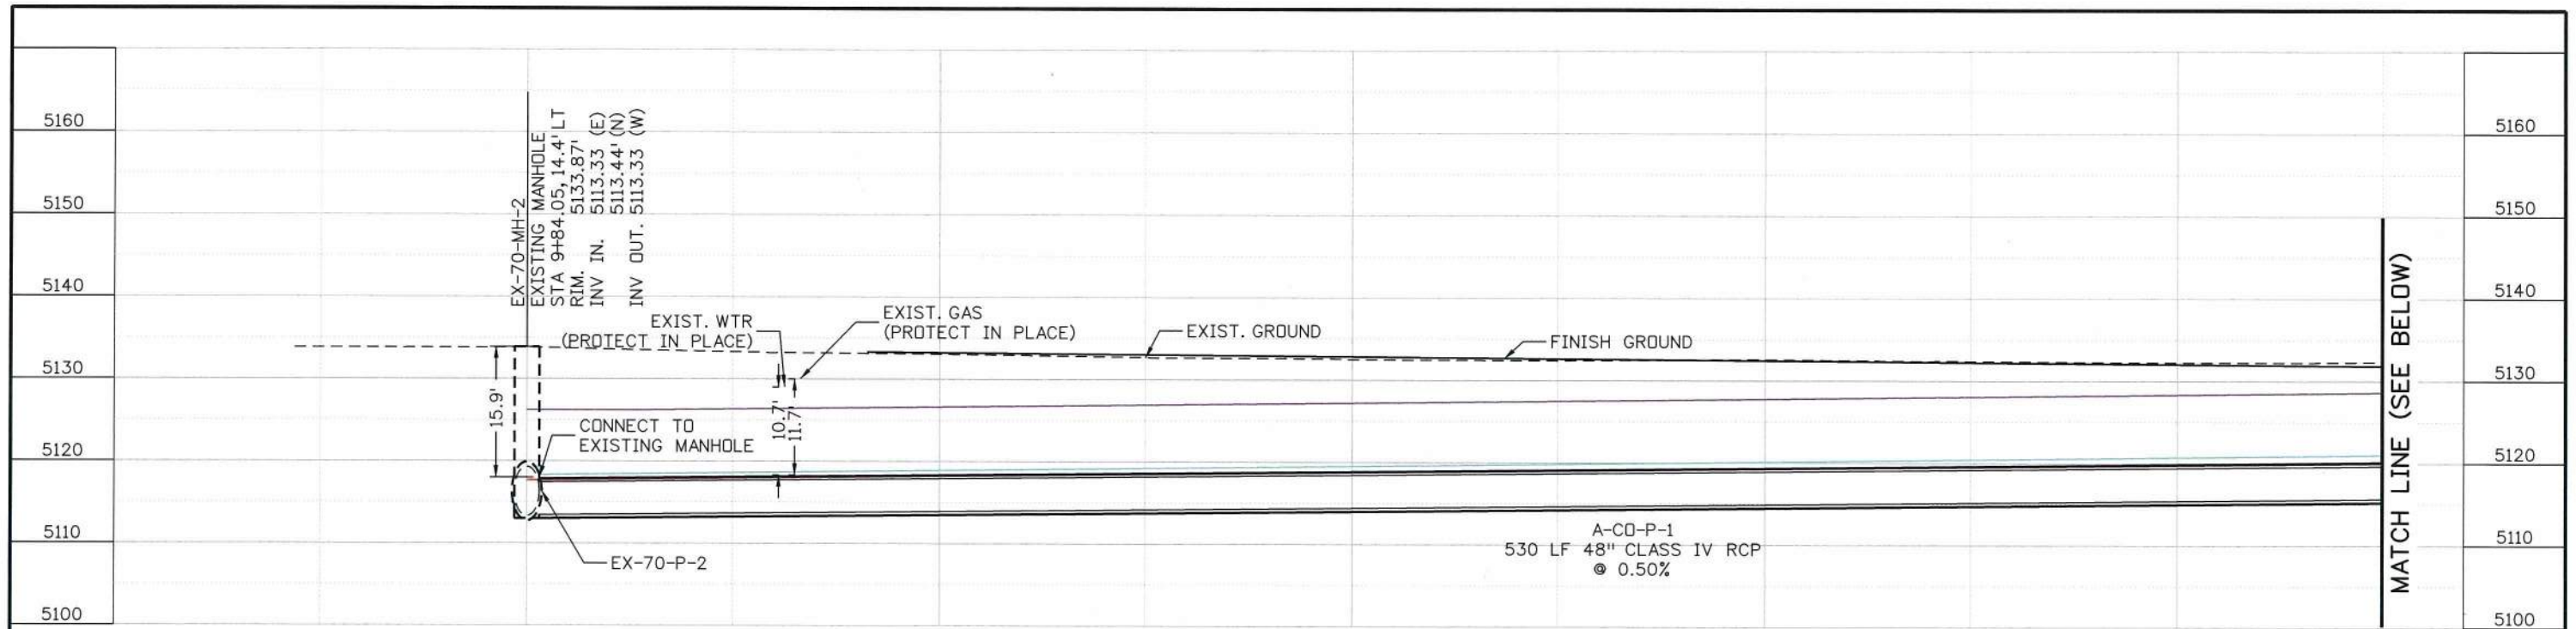 5160
5150
5140
5130
5120
5110
5100
EX-70-MH-2
EXISTING MANHOLE
STA 9+84.05, 14.4' LT
RIM. 5133.87'
INV IN. 5113.33 (E)
5113.44' (N)
INV OUT. 5113.33 (W)
EXIST. WTR
(PROTECT IN PLACE)
EXIST. GAS
(PROTECT IN PLACE)
EXIST. GROUND
FINISH GROUND
15.9'
10.7'
11.7'
CONNECT TO
EXISTING MANHOLE
EX-70-P-2
A-CO-P-1
530 LF 48" CLASS IV RCP
@ 0.50%
MATCH LINE (SEE BELOW)
5160
5150
5140
5130
5120
5110
5100